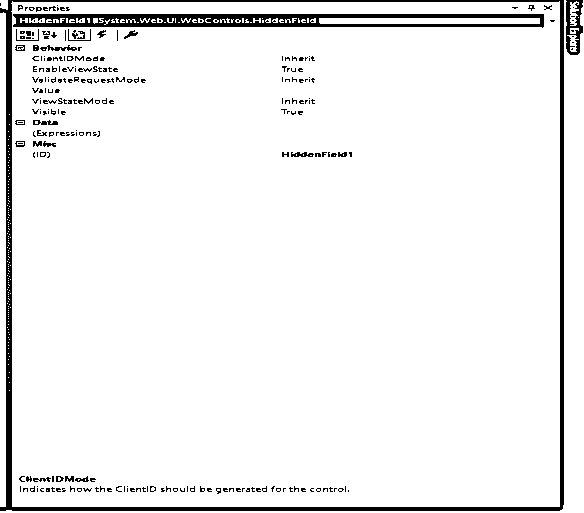 Properties
HiddenField1 System.Web.UI.WebControls.HiddenField
Behavior
ClientIDMode Inherit
EnableViewState True
ValidateRequestMode Inherit
Value
ViewStateMode Inherit
Visible True
Data
(Expressions)
Misc
(ID) HiddenField1
ClientIDMode
Indicates how the ClientID should be generated for the control.
Solution Explorer